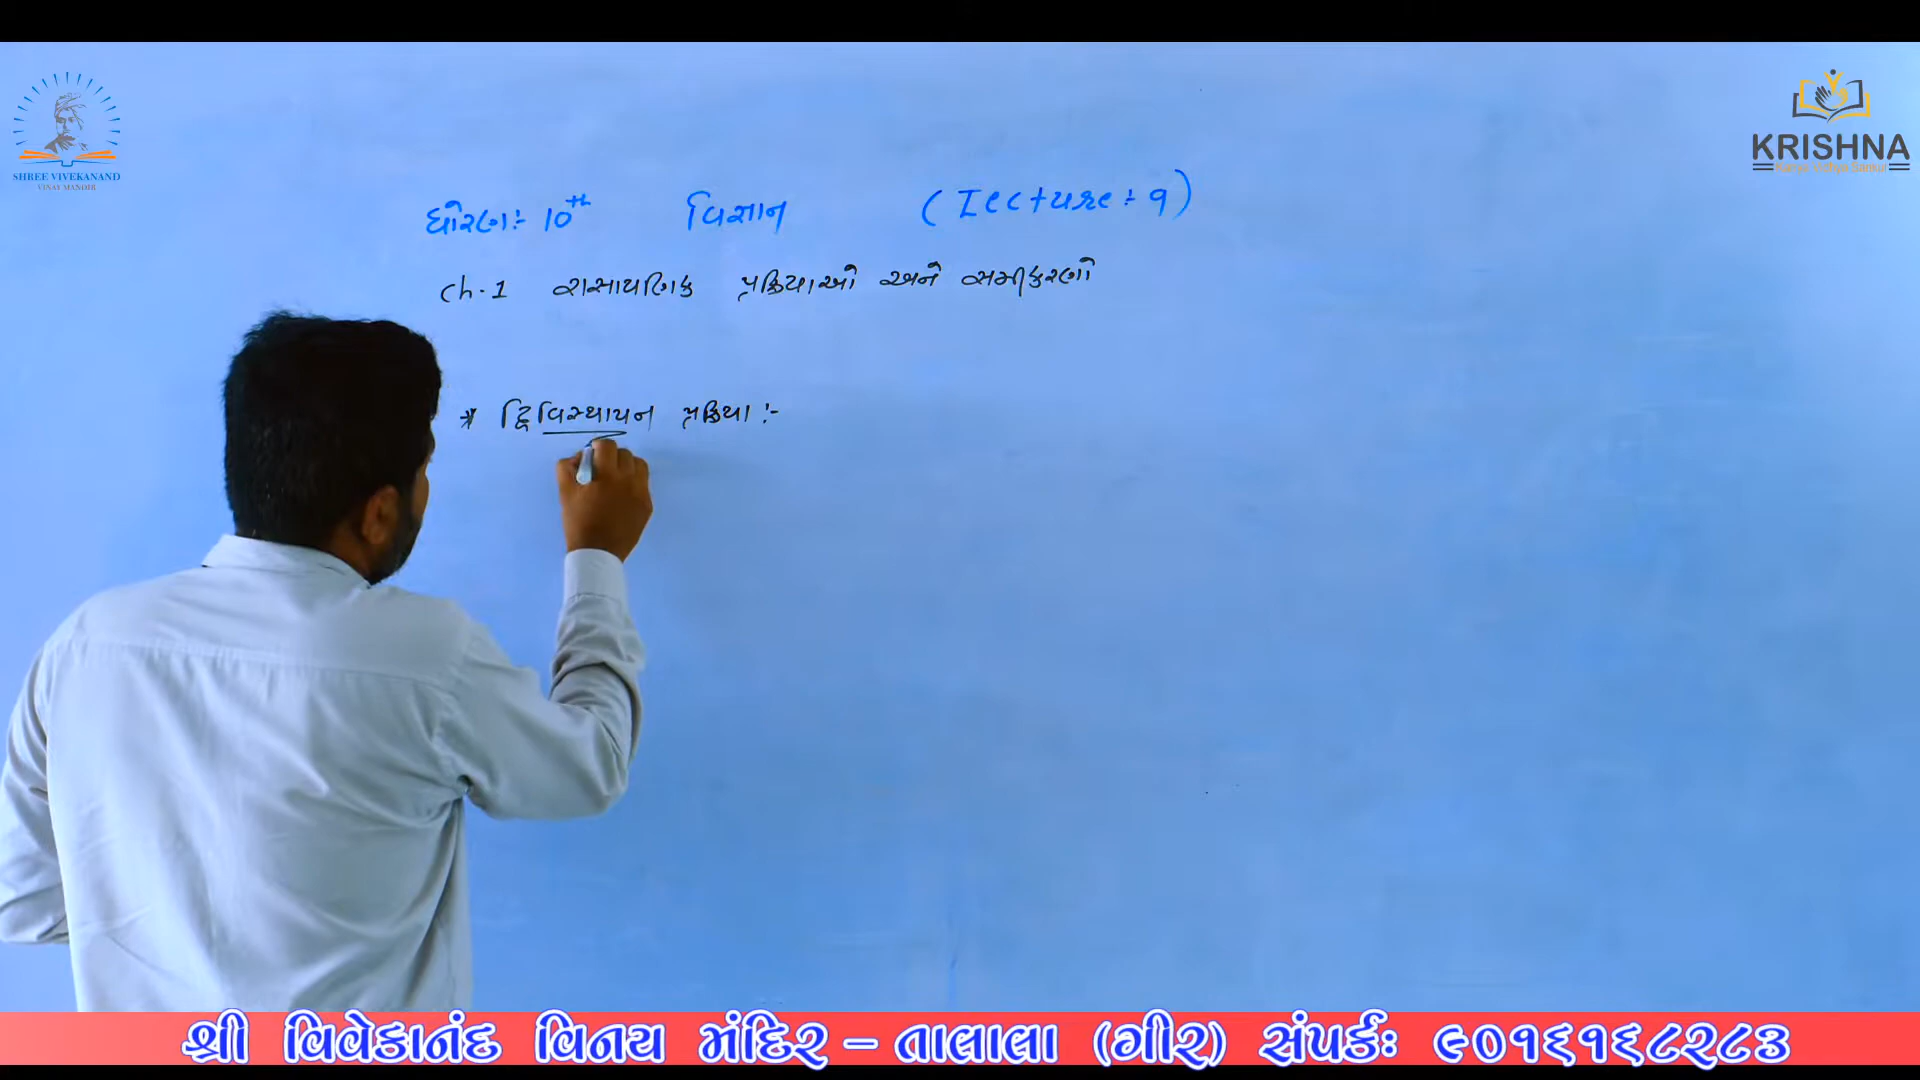 SHREE VIVEKANAND
VINAY MANDIR
KRISHNA
ધોરણ:- 10th વિજ્ઞાન (Lecture:- 9)
ch.1 રાસાયણિક પ્રક્રિયાઓ અને સમીકરણો
* દ્વિવિસ્થાપન પ્રક્રિયા :-
શ્રી વિવેકાનંદ વિનય મંદિર – તાલાલા (ગીર) સંપર્કઃ ૯૦૧૬૧૬૮૨૮૩